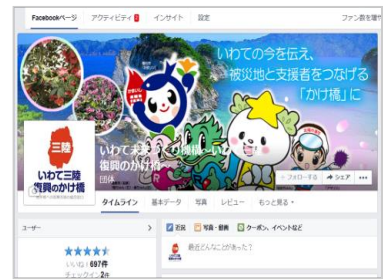 Facebookページ アクティビティ 2 インサイト 設定 ファン数を増や
いわての今を伝え、
被災地と支援者をつなげる
「かけ橋」に
三陸
いわて三陸
復興のかけ橋
復興のかけ橋
団体
+ フォローする シェア •••
タイムライン 基本データ 写真 レビュー もっと見る
ユーザー
いいね！697件
チェックイン2件
近況 写真・動画 クーポン、イベントなど
最近どんなことがあった？